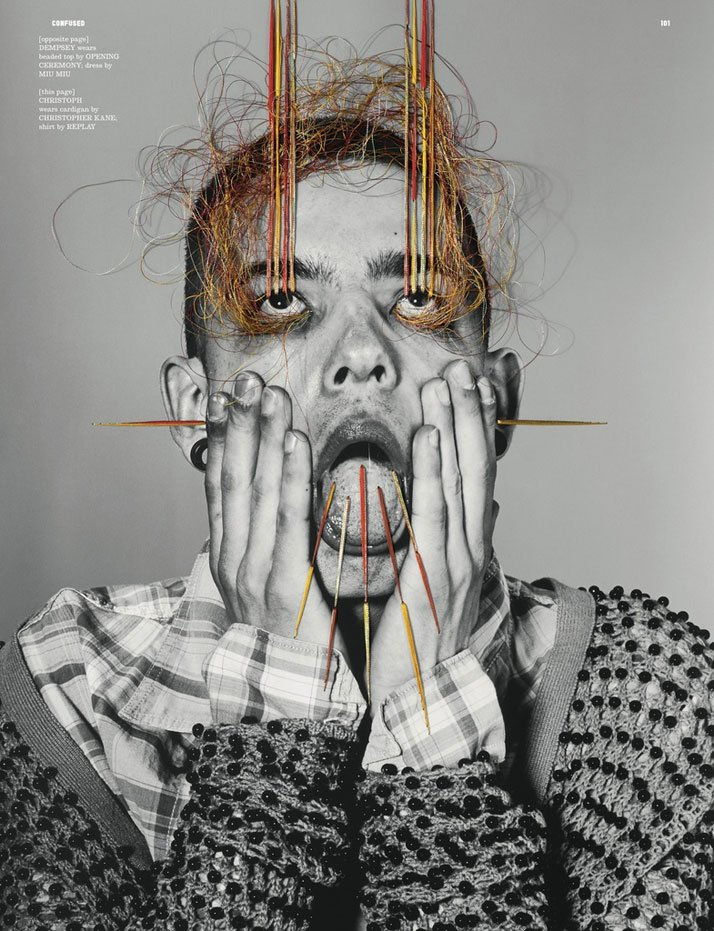 CONFUSED
101
[opposite page]
DEMPSEY wears
beaded top by OPENING
CEREMONY; dress by
MIU MIU
[this page]
CHRISTOPH
wears cardigan by
CHRISTOPHER KANE;
shirt by REPLAY